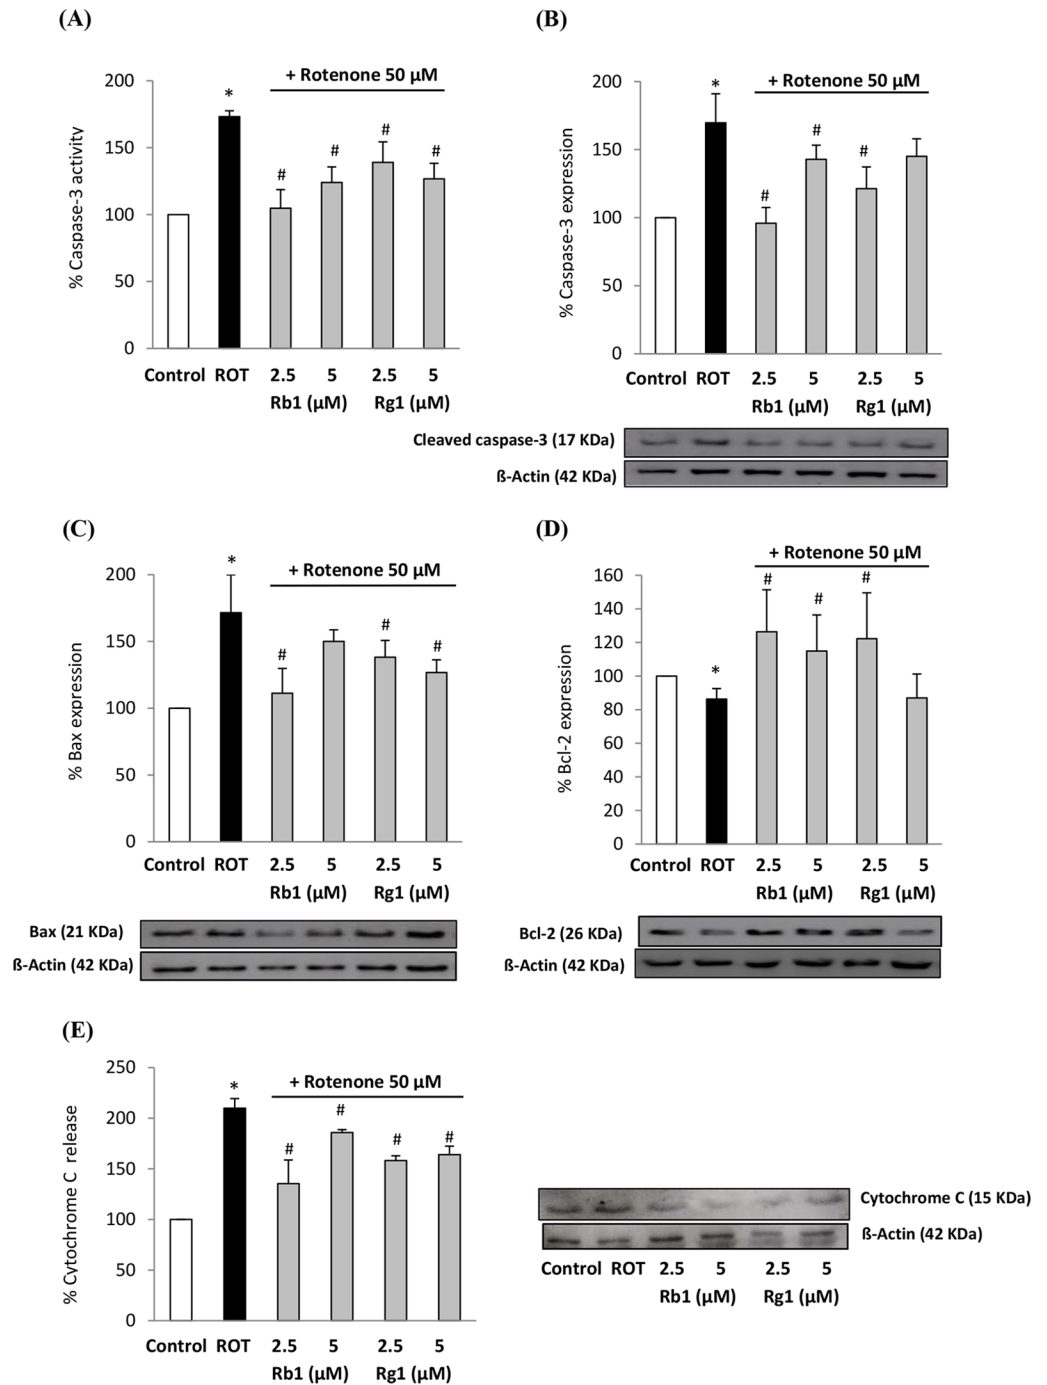 (A)
+ Rotenone 50 µM
% Caspase-3 activity
200
150
100
50
0
*
#
#
#
#
Control ROT 2.5 5 2.5 5
Rb1 (µM) Rg1 (µM)
(B)
+ Rotenone 50 µM
% Caspase-3 expression
200
150
100
50
0
*
#
#
#
Control ROT 2.5 5 2.5 5
Rb1 (µM) Rg1 (µM)
Cleaved caspase-3 (17 KDa)
ß-Actin (42 KDa)
(C)
+ Rotenone 50 µM
% Bax expression
200
150
100
50
0
*
#
#
#
Control ROT 2.5 5 2.5 5
Rb1 (µM) Rg1 (µM)
Bax (21 KDa)
ß-Actin (42 KDa)
(D)
+ Rotenone 50 µM
% Bcl-2 expression
160
140
120
100
80
60
40
20
0
*
#
#
#
Control ROT 2.5 5 2.5 5
Rb1 (µM) Rg1 (µM)
Bcl-2 (26 KDa)
ß-Actin (42 KDa)
(E)
+ Rotenone 50 µM
% Cytochrome C release
250
200
150
100
50
0
*
#
#
#
#
Control ROT 2.5 5 2.5 5
Rb1 (µM) Rg1 (µM)
Cytochrome C (15 KDa)
ß-Actin (42 KDa)
Control ROT 2.5 5 2.5 5
Rb1 (µM) Rg1 (µM)